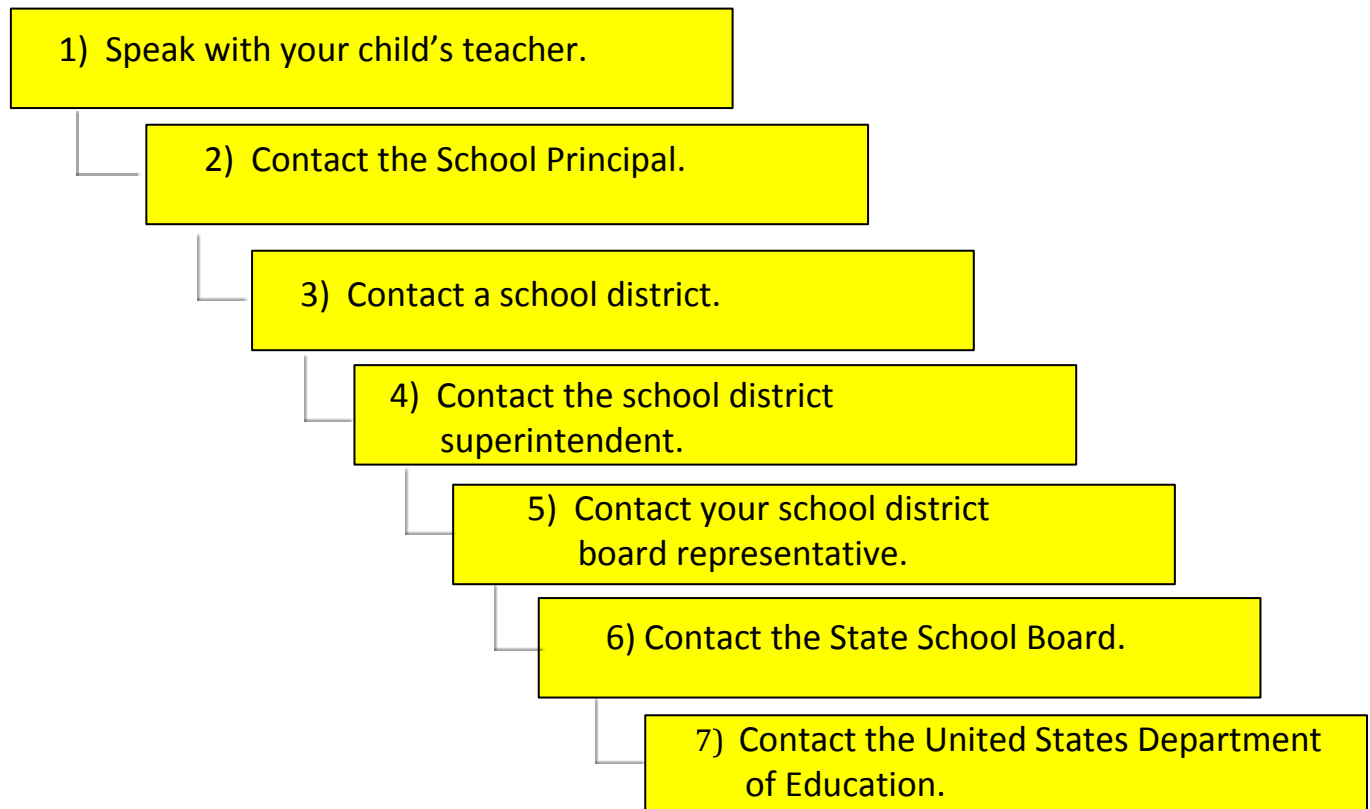 1) Speak with your child’s teacher.
2) Contact the School Principal.
3) Contact a school district.
4) Contact the school district
superintendent.
5) Contact your school district
board representative.
6) Contact the State School Board.
7) Contact the United States Department
of Education.